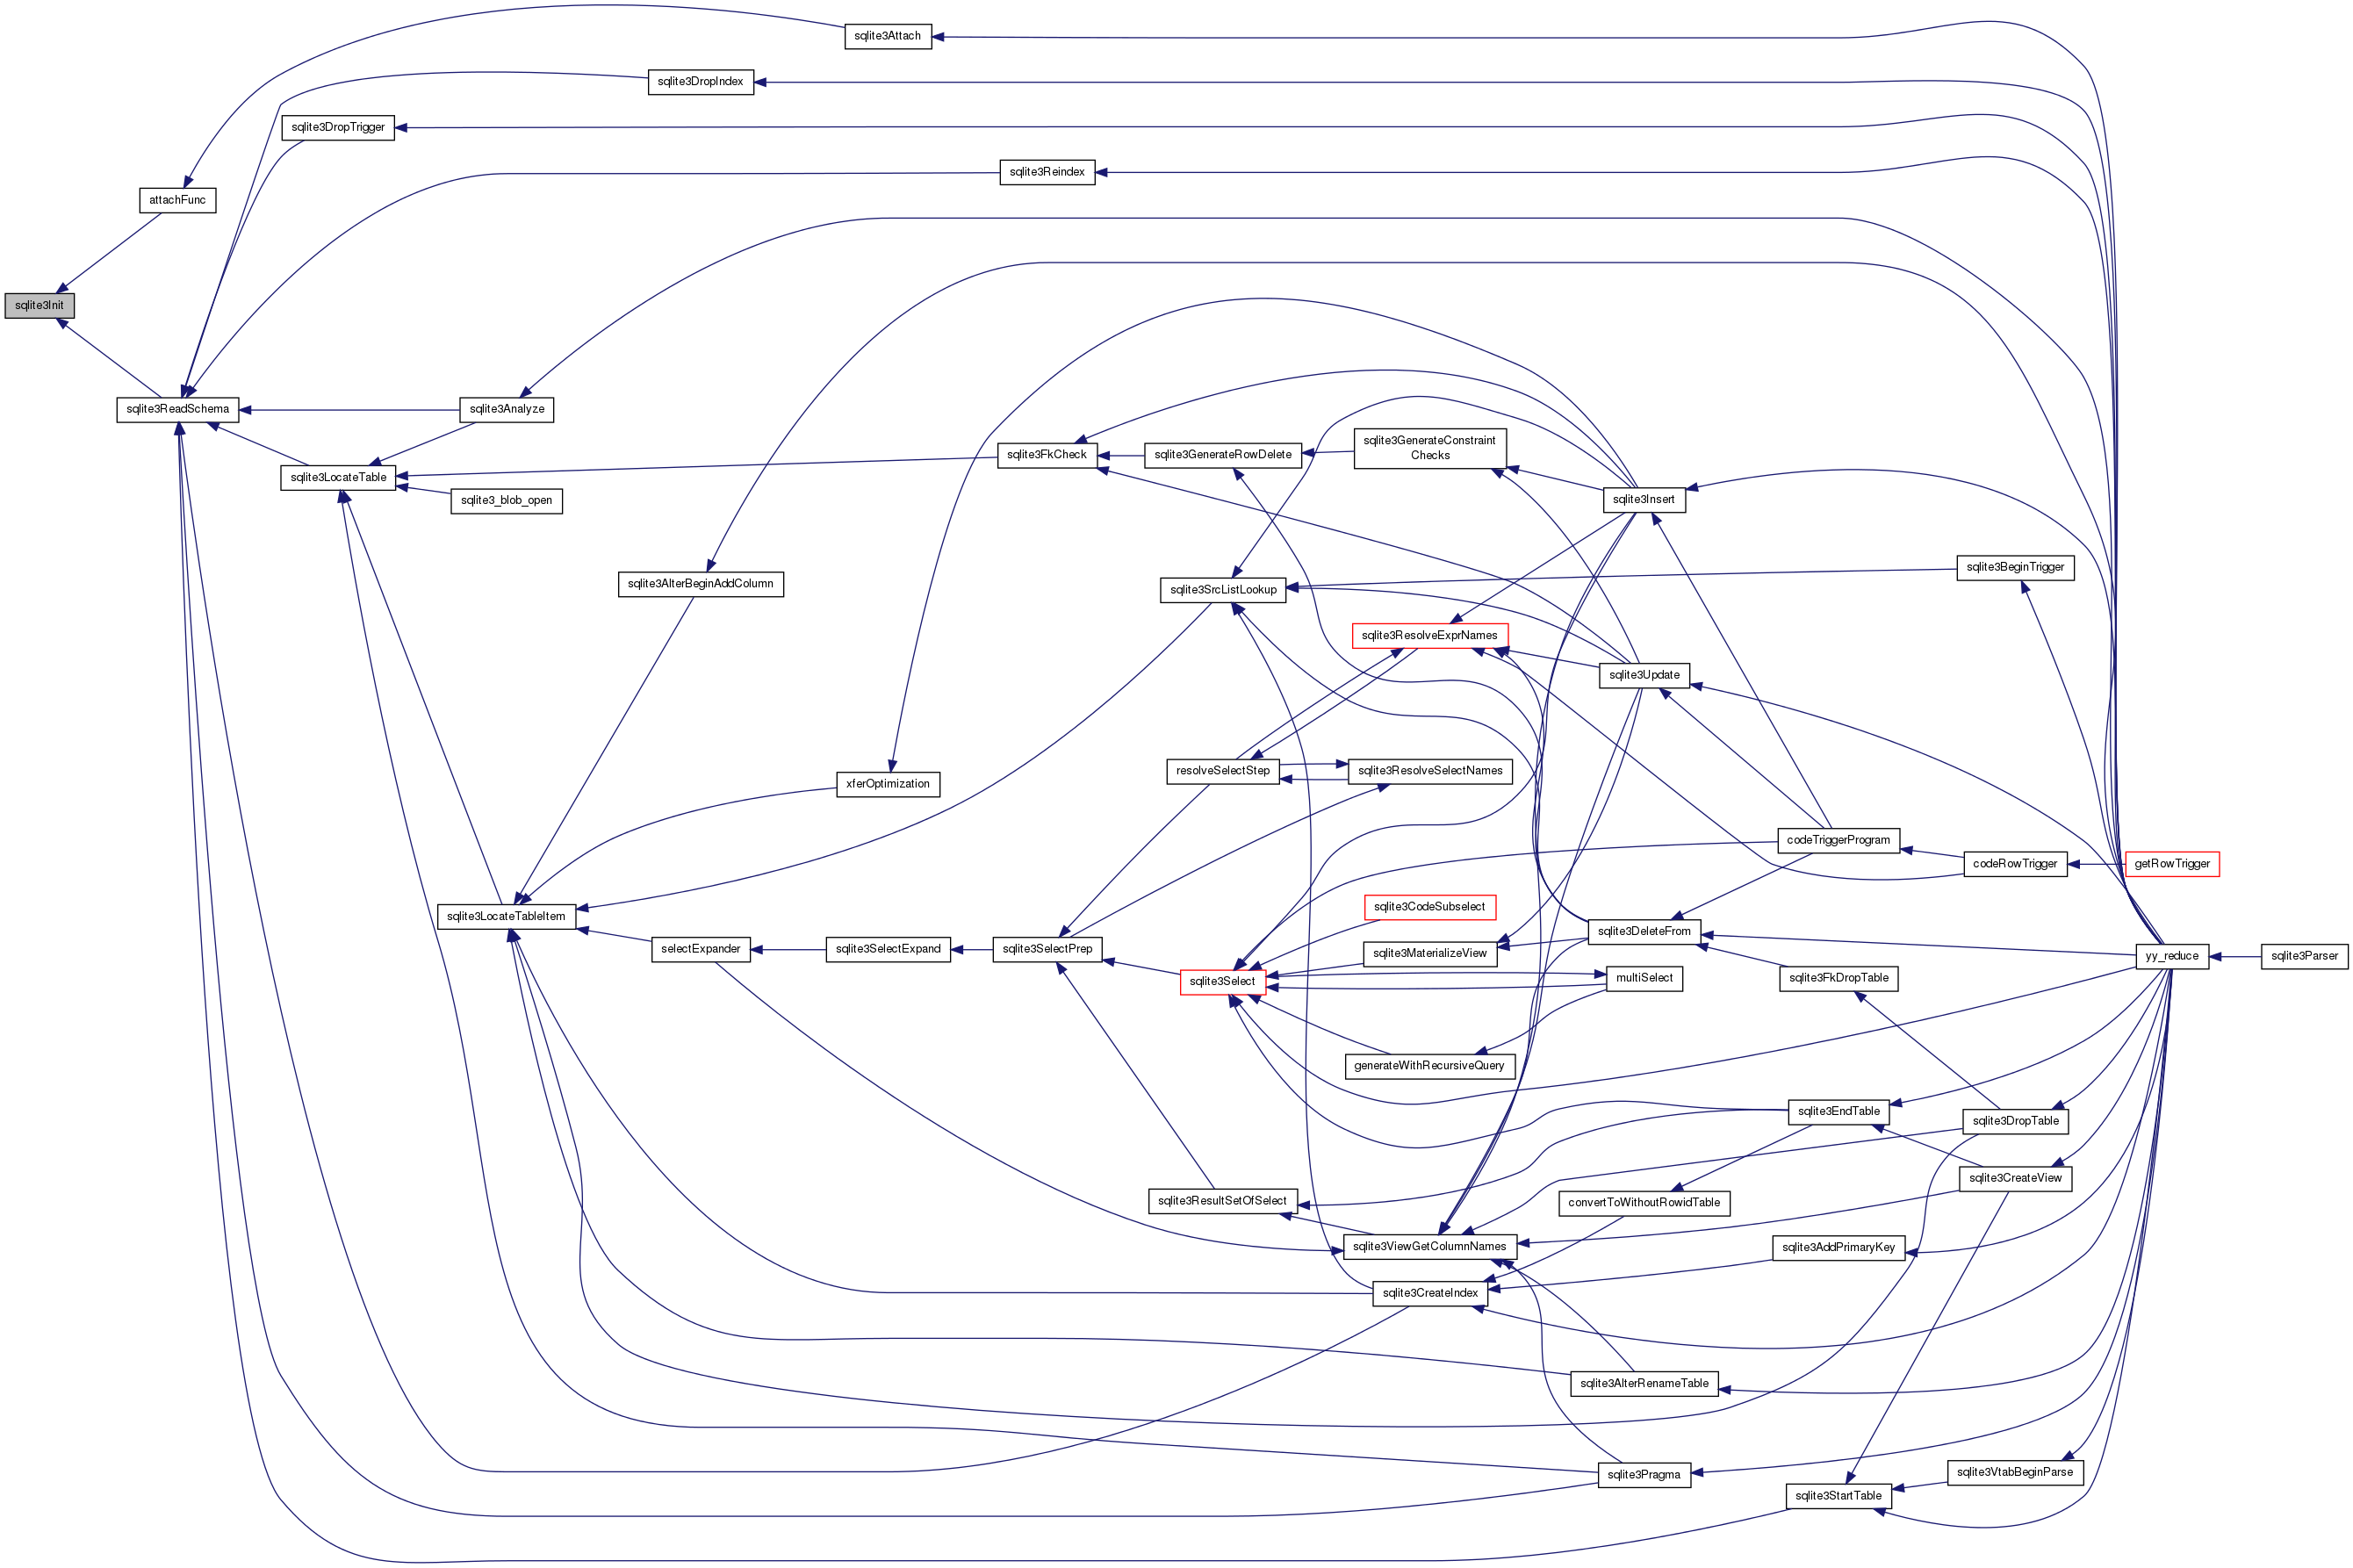 sqlite3Attach
sqlite3DropIndex
sqlite3DropTrigger
sqlite3Reindex
attachFunc
sqlite3Init
sqlite3ReadSchema
sqlite3Analyze
sqlite3LocateTable
sqlite3_blob_open
sqlite3FkCheck
sqlite3GenerateRowDelete
sqlite3GenerateConstraint
Checks
sqlite3Insert
sqlite3AlterBeginAddColumn
sqlite3SrcListLookup
sqlite3BeginTrigger
sqlite3ResolveExprNames
sqlite3Update
xferOptimization
resolveSelectStep
sqlite3ResolveSelectNames
codeTriggerProgram
codeRowTrigger
getRowTrigger
sqlite3LocateTableItem
sqlite3CodeSubselect
selectExpander
sqlite3SelectExpand
sqlite3SelectPrep
sqlite3MaterializeView
sqlite3DeleteFrom
sqlite3Select
multiSelect
sqlite3FkDropTable
yy_reduce
sqlite3Parser
generateWithRecursiveQuery
sqlite3EndTable
sqlite3DropTable
sqlite3CreateView
sqlite3ResultSetOfSelect
convertToWithoutRowidTable
sqlite3ViewGetColumnNames
sqlite3AddPrimaryKey
sqlite3CreateIndex
sqlite3AlterRenameTable
sqlite3Pragma
sqlite3VtabBeginParse
sqlite3StartTable